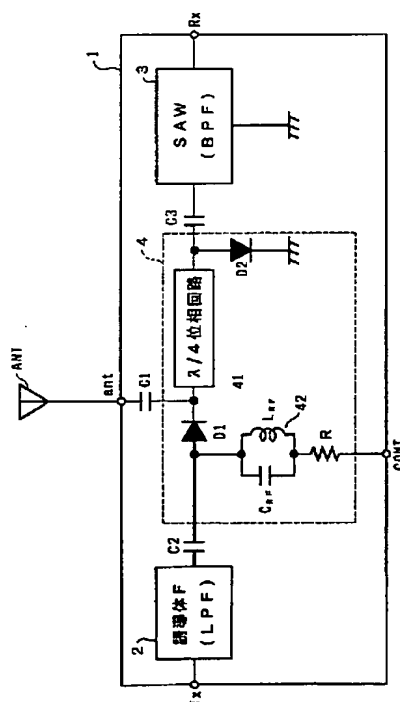 ANT
ant
1
C1
Tx
2
誘導体F
(LPF)
C2
D1
41
λ/4位相回路
4
C3
D2
3
SAW
(BPF)
Rx
CRF
LRF
42
R
CONT